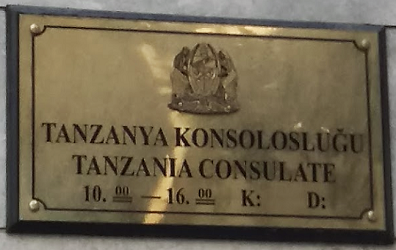 TANZANYA KONSOLOSLUĞU
TANZANIA CONSULATE
10. 00 — 16. 00 K: D: